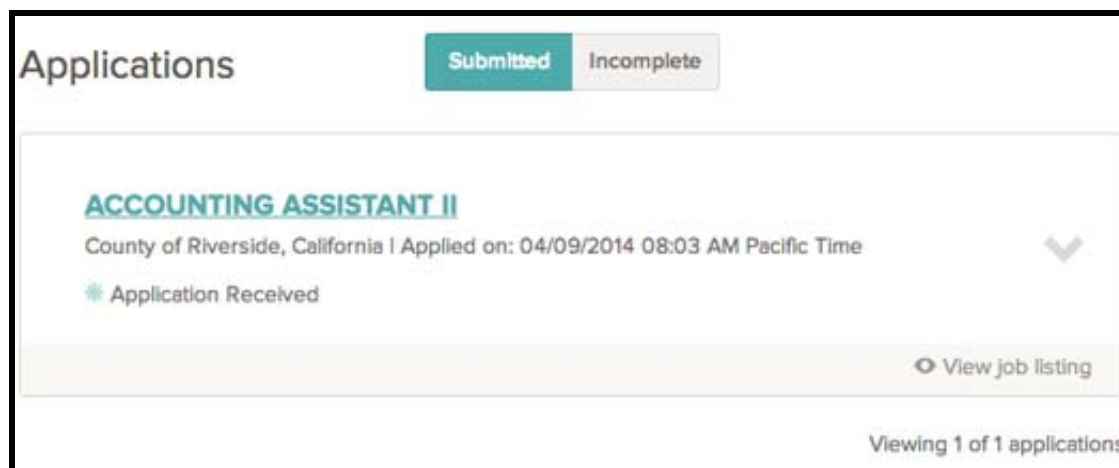 Applications
Submitted
Incomplete
ACCOUNTING ASSISTANT II
County of Riverside, California | Applied on: 04/09/2014 08:03 AM Pacific Time
Application Received
View job listing
Viewing 1 of 1 applications